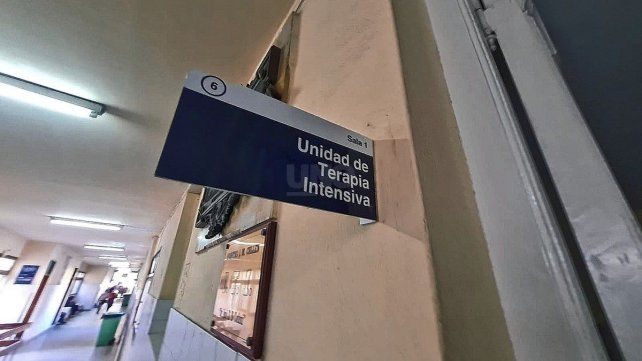 6
Sala 1
Unidad de
Terapia
Intensiva